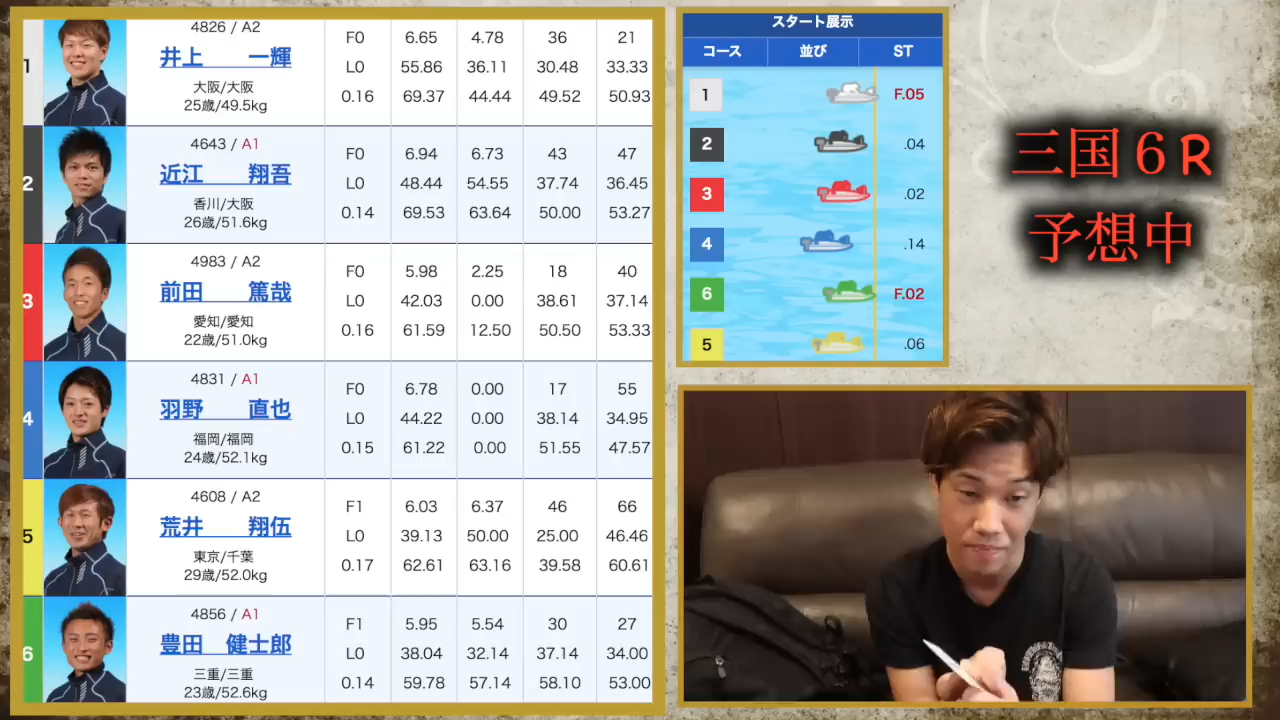 1
4826 / A2
井上 一輝
大阪/大阪
25歳/49.5kg
F0 6.65 4.78 36 21
L0 55.86 36.11 30.48 33.33
0.16 69.37 44.44 49.52 50.93
2
4643 / A1
近江 翔吾
香川/大阪
26歳/51.6kg
F0 6.94 6.73 43 47
L0 48.44 54.55 37.74 36.45
0.14 69.53 63.64 50.00 53.27
3
4983 / A2
前田 篤哉
愛知/愛知
22歳/51.0kg
F0 5.98 2.25 18 40
L0 42.03 0.00 38.61 37.14
0.16 61.59 12.50 50.50 53.33
4
4831 / A1
羽野 直也
福岡/福岡
24歳/52.1kg
F0 6.78 0.00 17 55
L0 44.22 0.00 38.14 34.95
0.15 61.22 0.00 51.55 47.57
5
4608 / A2
荒井 翔伍
東京/千葉
29歳/52.0kg
F1 6.03 6.37 46 66
L0 39.13 50.00 25.00 46.46
0.17 62.61 63.16 39.58 60.61
6
4856 / A1
豊田 健士郎
三重/三重
23歳/52.6kg
F1 5.95 5.54 30 27
L0 38.04 32.14 37.14 34.00
0.14 59.78 57.14 58.10 53.00
スタート展示
コース 並び ST
1 F.05
2 .04
3 .02
4 .14
6 F.02
5 .06
三国6R
予想中